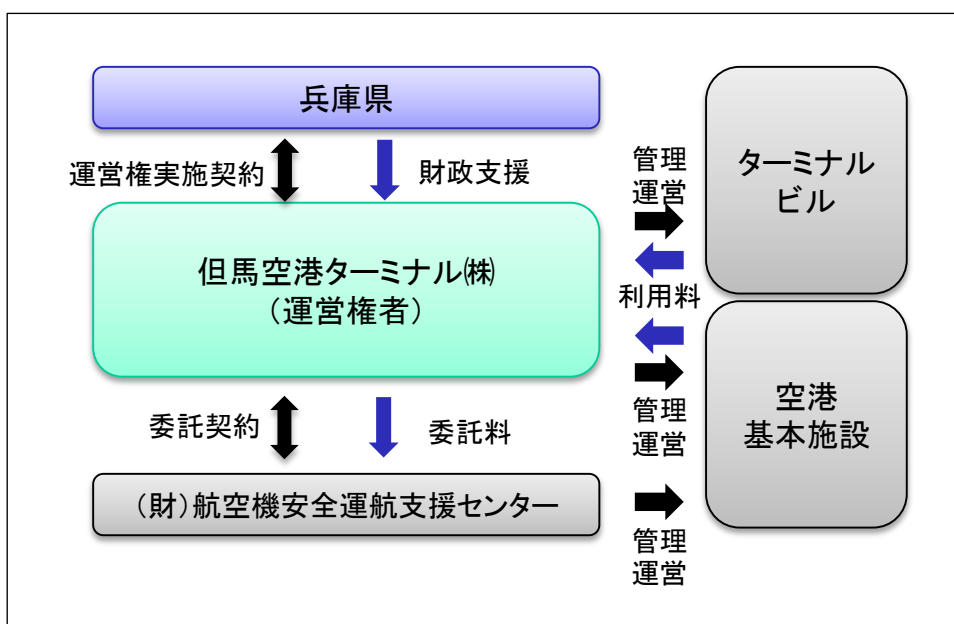 兵庫県
運営権実施契約
財政支援
但馬空港ターミナル㈱
（運営権者）
委託契約
委託料
（財）航空機安全運航支援センター
管理
運営
利用料
管理
運営
管理
運営
ターミナル
ビル
空港
基本施設